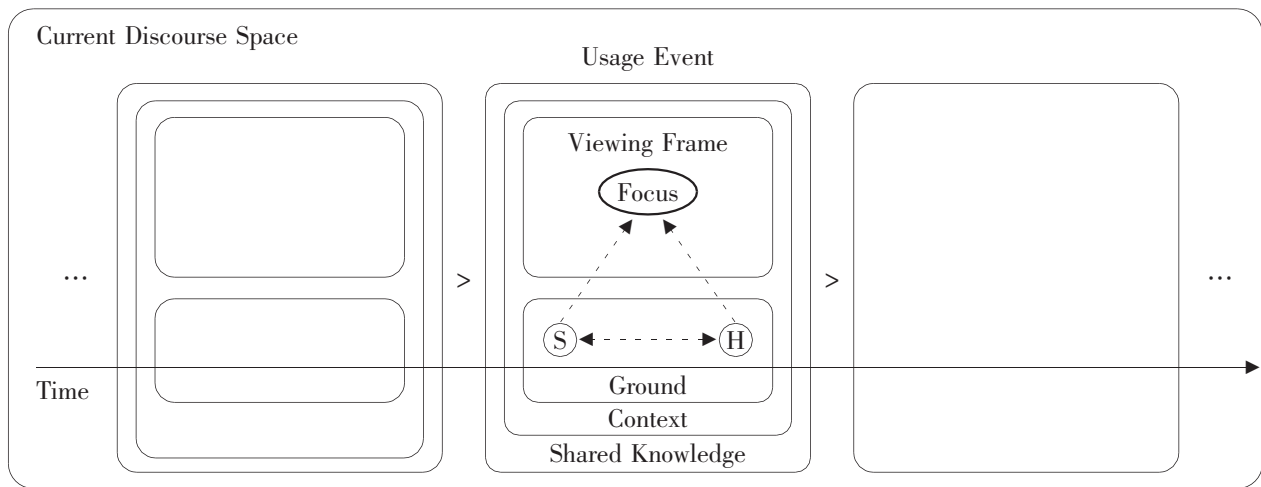 Current Discourse Space
Usage Event
Viewing Frame
Focus
...
>
>
...
S
H
Time
Ground
Context
Shared Knowledge